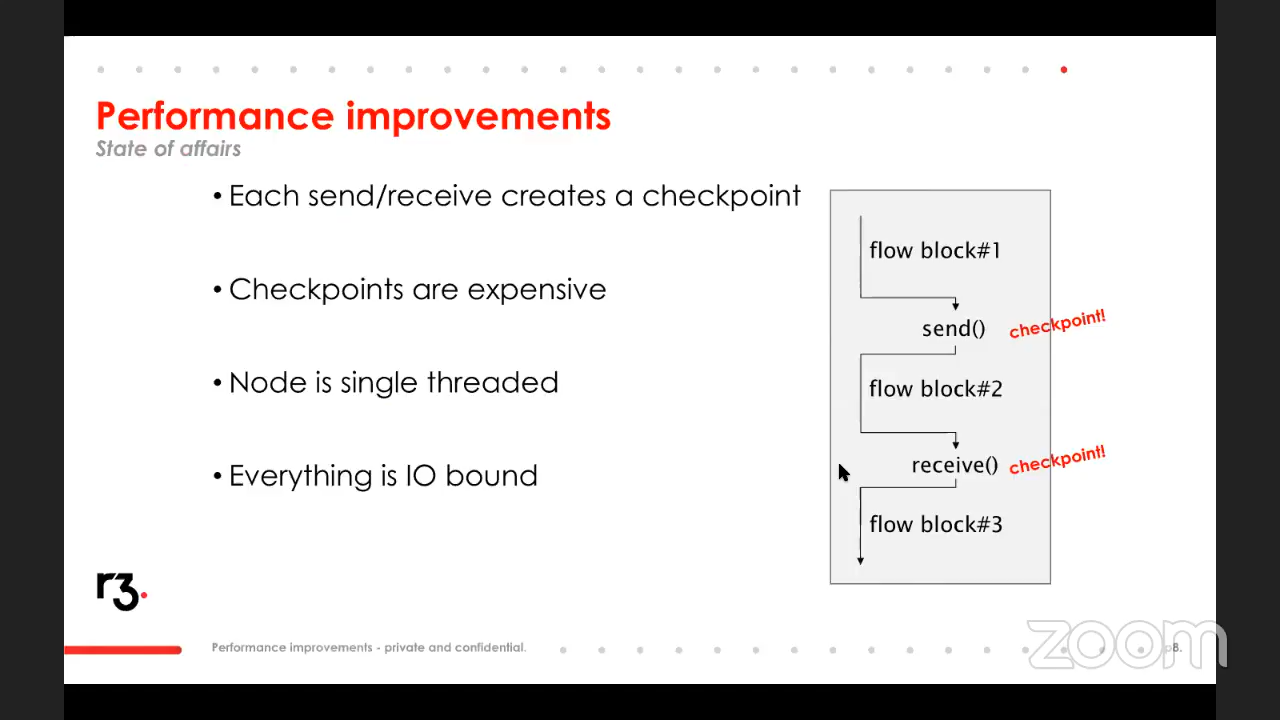 Performance improvements
State of affairs
• Each send/receive creates a checkpoint
• Checkpoints are expensive
• Node is single threaded
• Everything is IO bound
flow block#1
send()
checkpoint!
flow block#2
receive()
checkpoint!
flow block#3
r3.
Performance improvements - private and confidential.
p8.
zoom